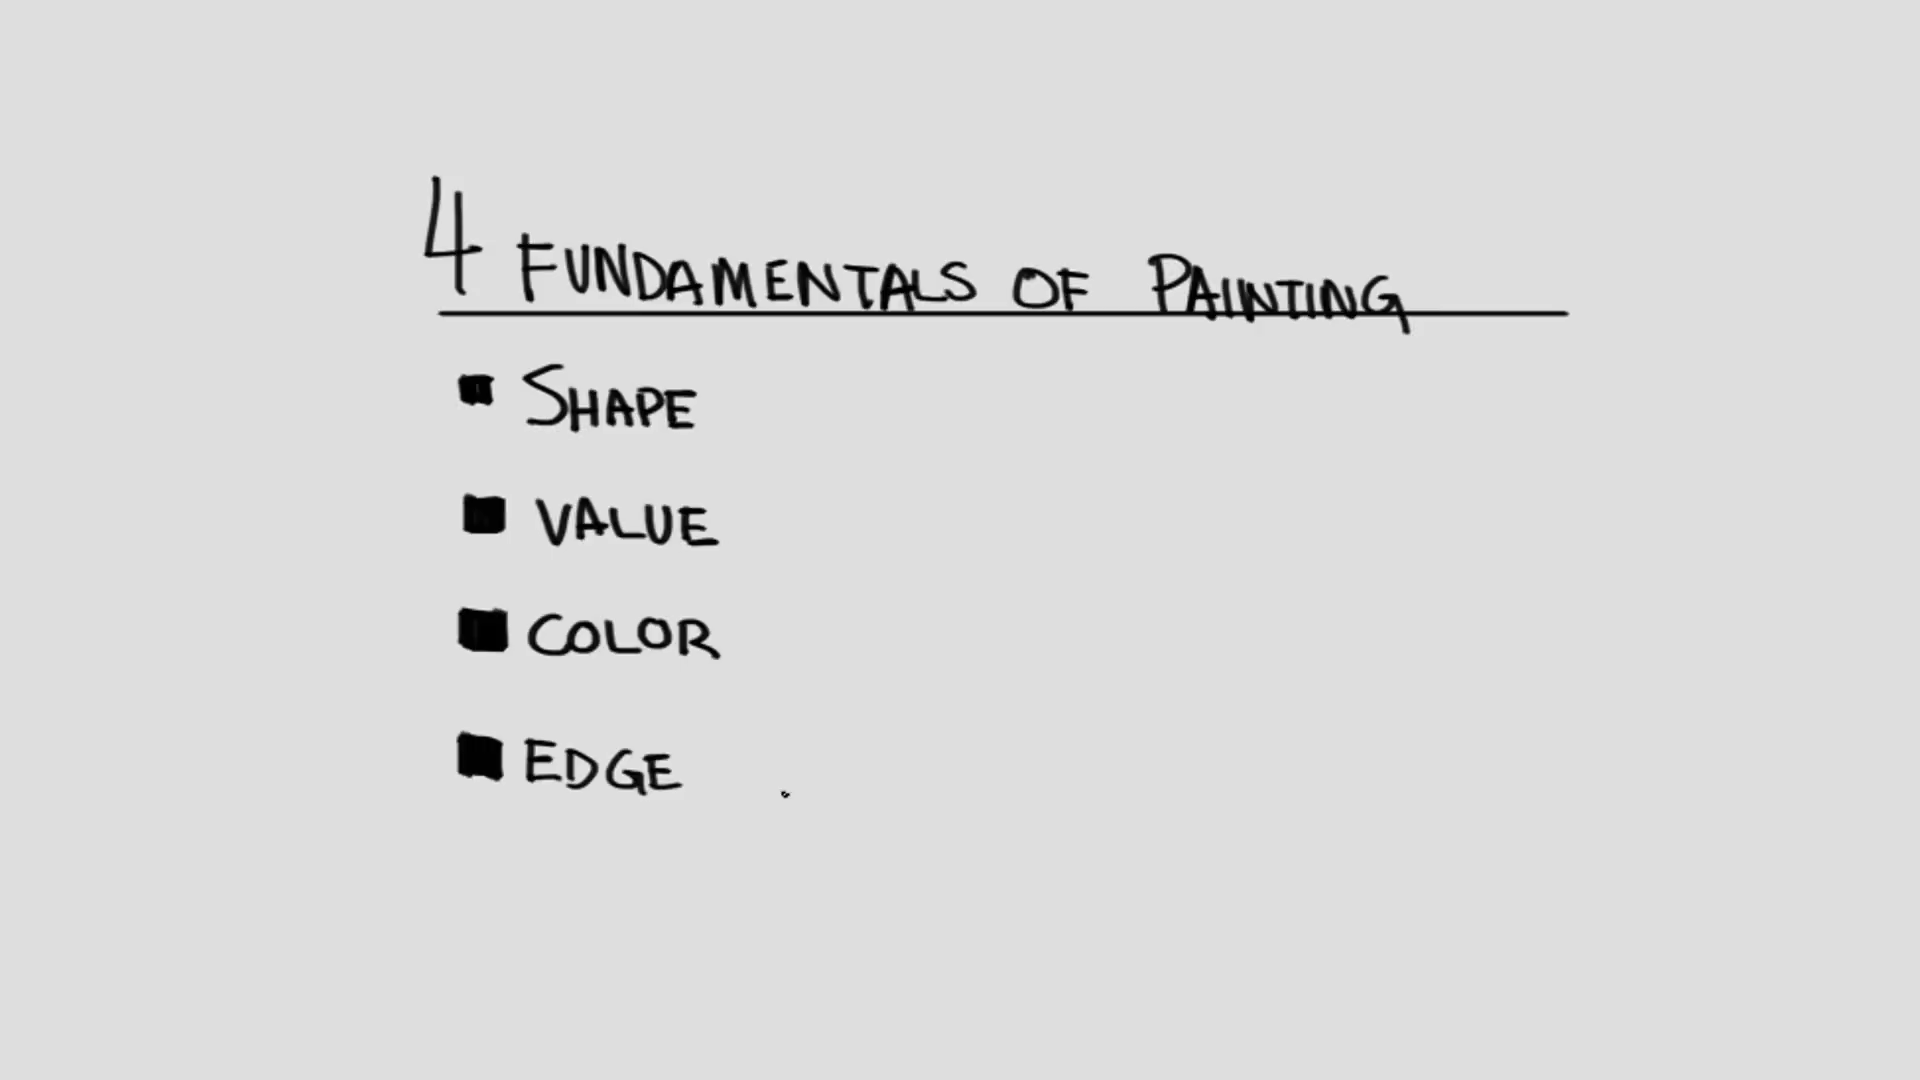 4 FUNDAMENTALS OF PAINTING
SHAPE
VALUE
COLOR
EDGE